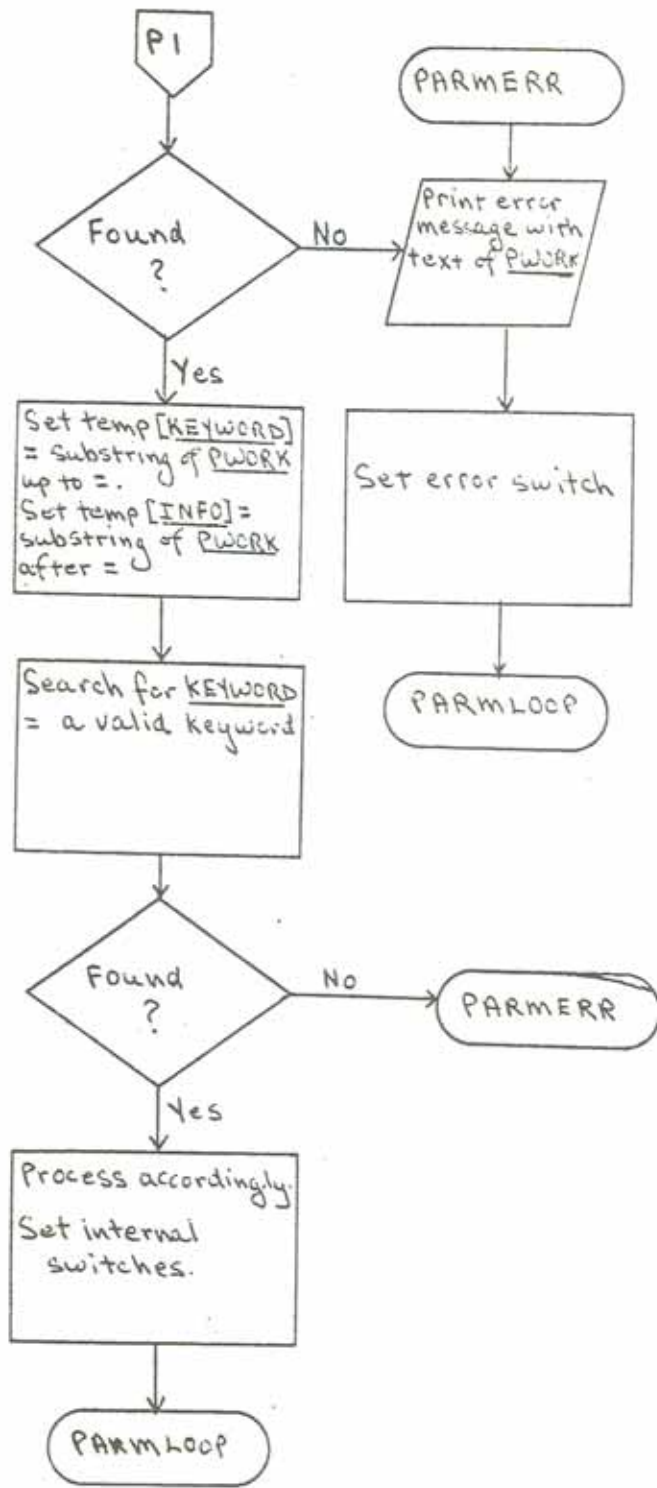 P1
Found
?
No
Yes
Set temp [KEYWORD]
= substring of PWORK
up to =.
Set temp [INFO] =
substring of PWORK
after =
Search for KEYWORD
= a valid keyword
Found
?
No
PARMERR
Yes
Process accordingly.
Set internal
switches.
PARMLOOP
PARMERR
Print error
message with
text of PWORK
Set error switch
PARMLOOP